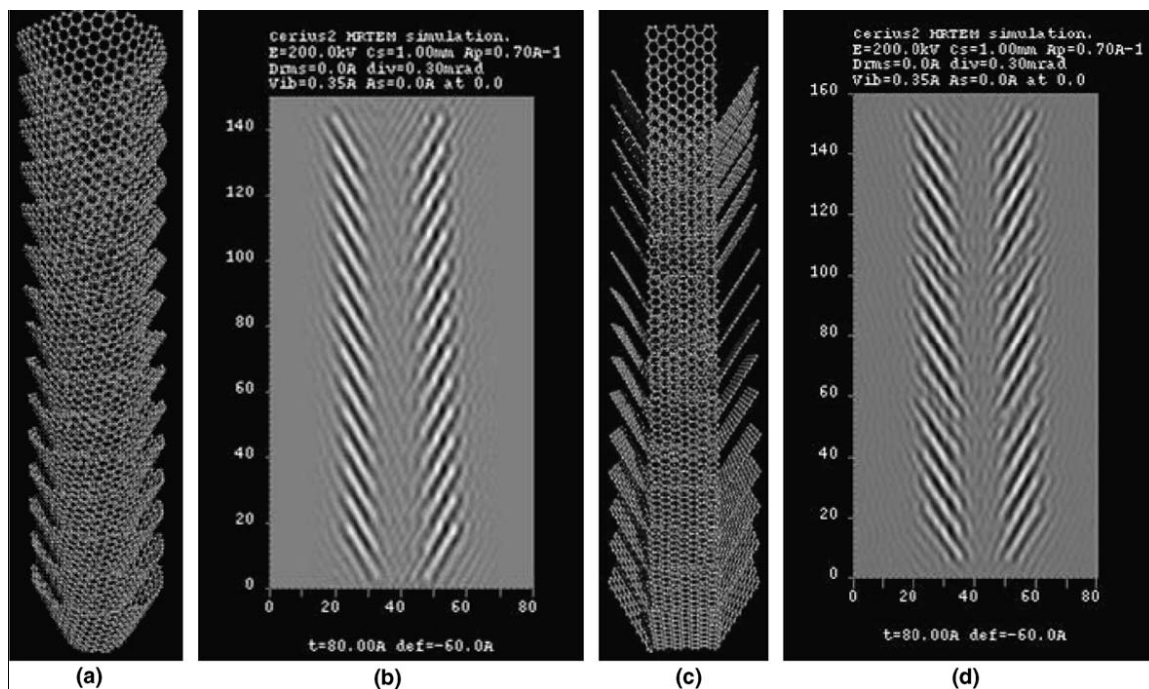 Cerius2 HRTEM simulation.
E=200.0kV Cs=1.00mm Ap=0.70A-1
Drms=0.0A div=0.30mrad
Vib=0.35A As=0.0A at 0.0
140
120
100
80
60
40
20
0
0 20 40 60 80
t=80.00A def=-60.0A
Cerius2 HRTEM simulation.
E=200.0kV Cs=1.00mm Ap=0.70A-1
Drms=0.0A div=0.30mrad
Vib=0.35A As=0.0A at 0.0
160
140
120
100
80
60
40
20
0
0 20 40 60 80
t=80.00A def=-60.0A
(a) (b) (c) (d)